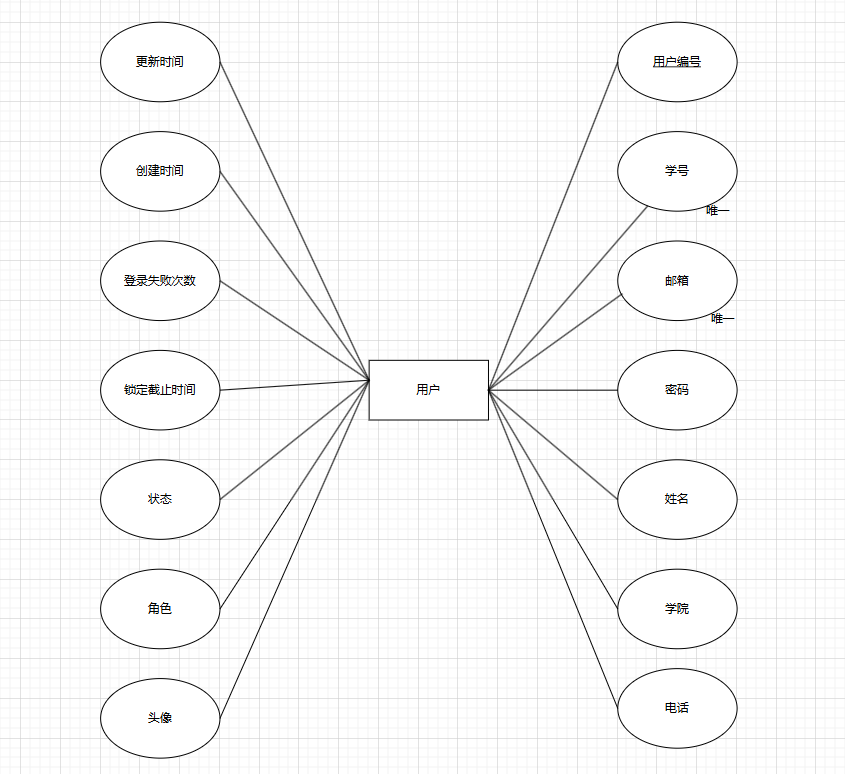 更新时间
用户编号
创建时间
学号
唯一
登录失败次数
邮箱
唯一
锁定截止时间
用户
密码
状态
姓名
角色
学院
头像
电话